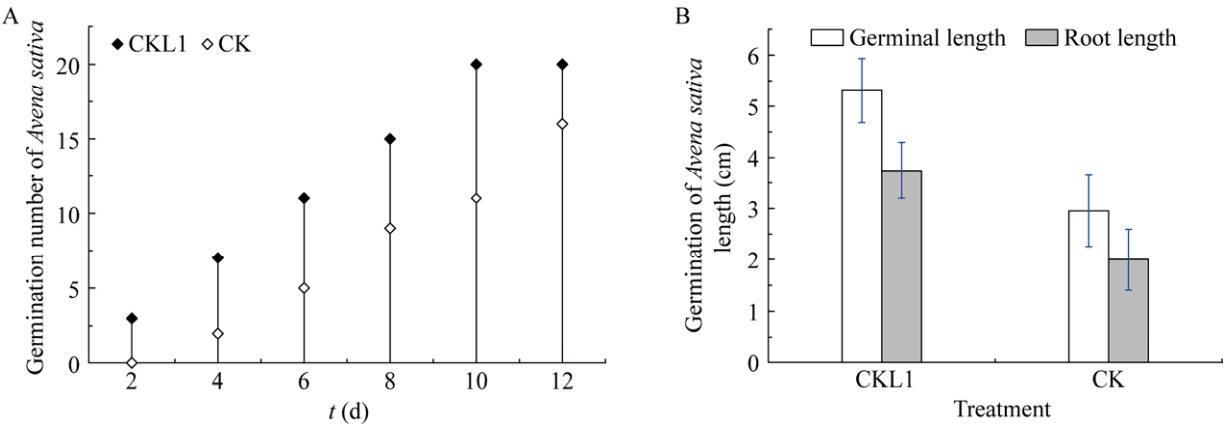 A
Germination number of Avena sativa
CKL1 CK
20
15
10
5
0
2 4 6 8 10 12
t (d)
B
Germination of Avena sativa
length (cm)
Germinal length Root length
6
5
4
3
2
1
0
CKL1 CK
Treatment